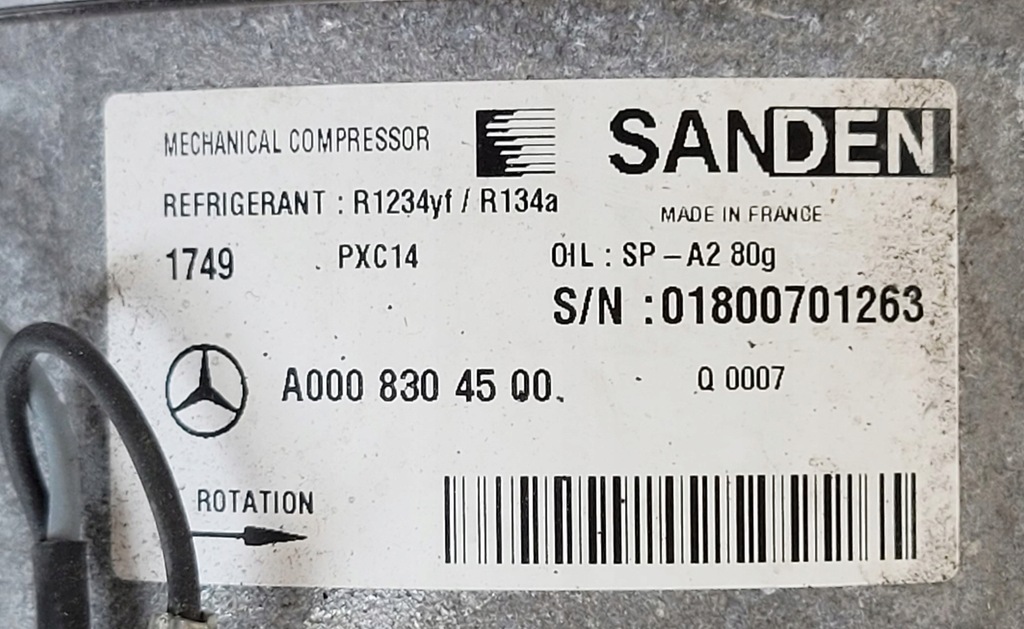 MECHANICAL COMPRESSOR
SANDEN
REFRIGERANT : R1234yf / R134a
MADE IN FRANCE
1749 PXC14 OIL : SP-A2 80g
S/N :01800701263
A000 830 45 00 Q 0007
ROTATION